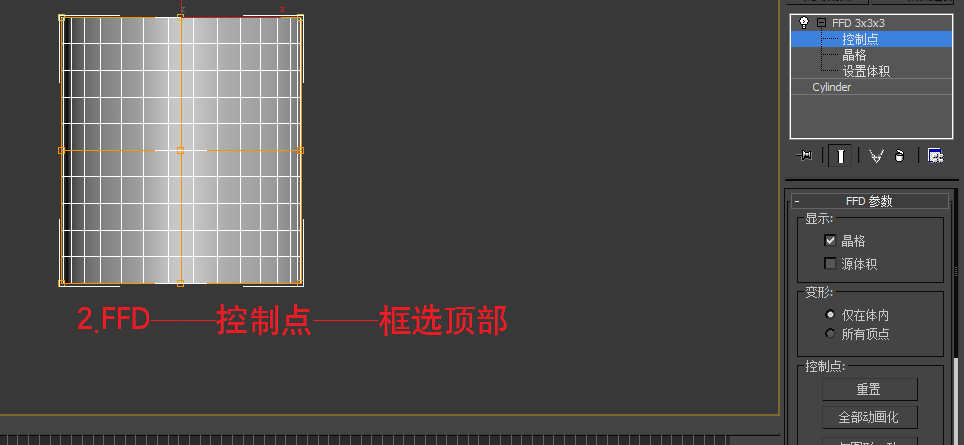 FFD 3x3x3
控制点
晶格
设置体积
Cylinder
FFD 参数
显示:
晶格
源体积
变形:
仅在体内
所有顶点
控制点:
重置
全部动画化
2.FFD——控制点——框选顶部